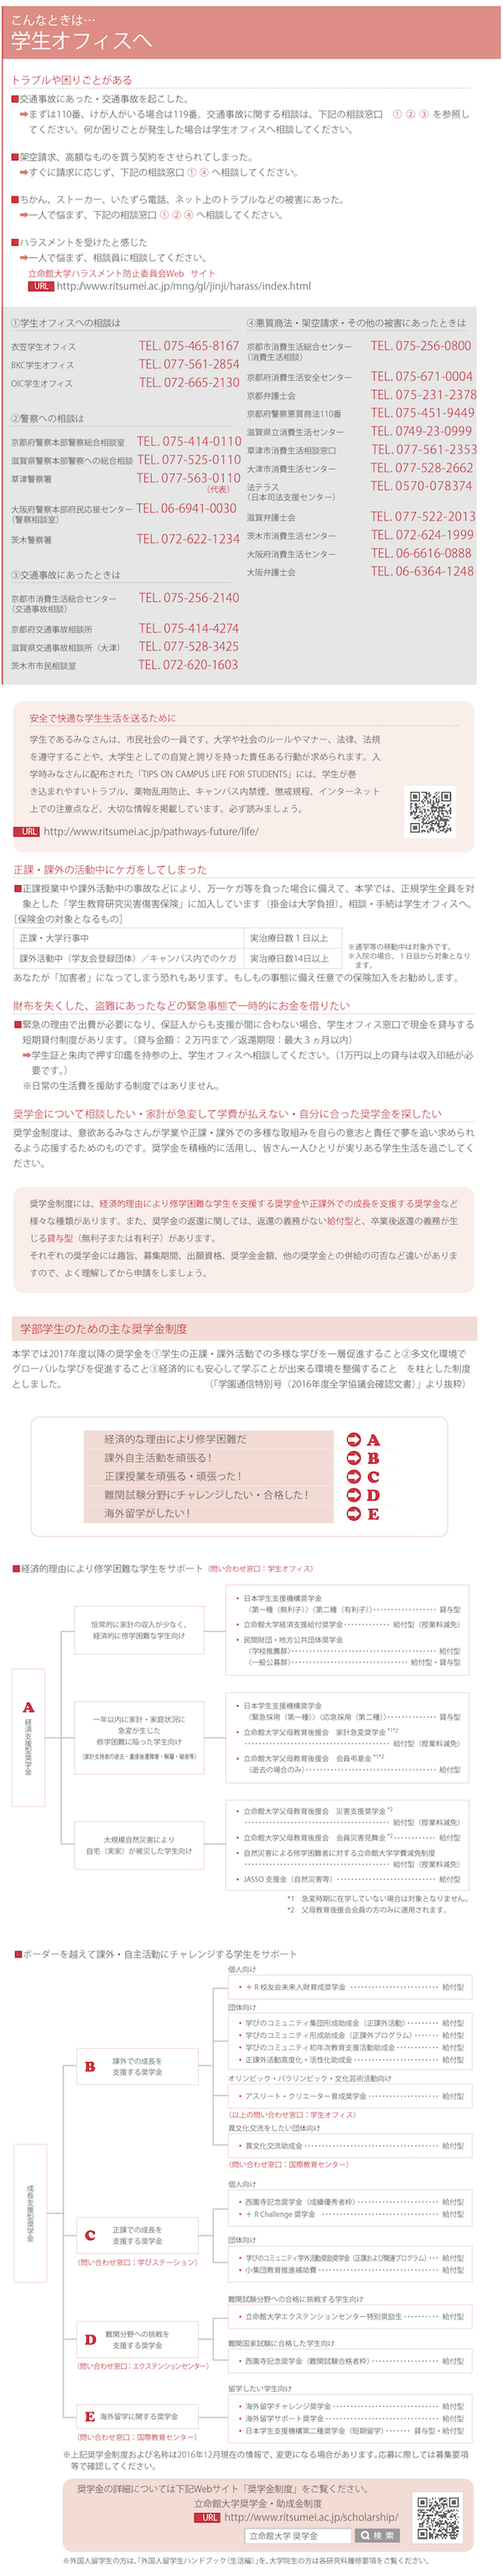 こんなときは…
学生オフィスへ
トラブルや困りごとがある
■交通事故にあった・交通事故を起こした。
➡まずは110番、けが人がいる場合は119番。交通事故に関する相談は、下記の相談窓口 ① ② ③ を参照し
てください、何か困りごとが発生した場合は学生オフィスへ相談してください。
■架空請求、高額なものを買う契約をさせられてしまった。
➡すぐに請求に応じず、下記の相談窓口 ① ④ へ相談してください。
■ちかん、ストーカー、いたずら電話、ネット上のトラブルなどの被害にあった。
➡一人で悩まず、下記の相談窓口 ① ② ④ へ相談してください。
■ハラスメントを受けたと感じた
➡一人で悩まず、相談員に相談してください。
立命館大学ハラスメント防止委員会Web サイト
URL http://www.ritsumei.ac.jp/mng/gl/jinji/harass/index.html
①学生オフィスへの相談は
衣笠学生オフィス TEL. 075-465-8167
BKC学生オフィス TEL. 077-561-2854
OIC学生オフィス TEL. 072-665-2130
②警察への相談は
京都府警察本部警察総合相談室 TEL. 075-414-0110
滋賀県警察本部警察への総合相談 TEL. 077-525-0110
草津警察署 TEL. 077-563-0110
（代表）
大阪府警察本部府民応接センター TEL. 06-6941-0030
（警察相談室）
茨木警察署 TEL. 072-622-1234
③交通事故にあったときは
京都市消費生活総合センター TEL. 075-256-2140
（交通事故相談）
京都府交通事故相談所 TEL. 075-414-4274
滋賀県交通事故相談所（大津） TEL. 077-528-3425
茨木市市民相談室 TEL. 072-620-1603
④悪質商法・架空請求・その他の被害にあったときは
京都市消費生活総合センター TEL. 075-256-0800
（消費生活相談）
京都府消費生活安全センター TEL. 075-671-0004
京都弁護士会 TEL. 075-231-2378
京都府警察悪質商法110番 TEL. 075-451-9449
滋賀県立消費生活センター TEL. 0749-23-0999
草津市消費生活相談窓口 TEL. 077-561-2353
大津市消費生活センター TEL. 077-528-2662
法テラス TEL. 0570-078374
（日本司法支援センター）
滋賀弁護士会 TEL. 077-522-2013
茨木市消費生活センター TEL. 072-624-1999
大阪府消費生活センター TEL. 06-6616-0888
大阪弁護士会 TEL. 06-6364-1248
安全で快適な学生生活を送るために
学生であるみなさんは、市民社会の一員です。大学や社会のルールやマナー、法律、法規
を遵守することや、大学生としての自覚と誇りを持った責任ある行動が求められます。入
学時みなさんに配布された「TIPS ON CAMPUS LIFE FOR STUDENTS」には、学生が巻
き込まれやすいトラブル、薬物乱用防止、キャンパス内禁煙、懲戒規程、インターネット
上での注意点など、大切な情報を掲載しています。必ず読みましょう。
URL http://www.ritsumei.ac.jp/pathways-future/life/
正課・課外の活動中にケガをしてしまった
■正課授業中や課外活動中の事故などにより、万一ケガ等を負った場合に備えて、本学では、正規学生全員を対
象とした「学生教育研究災害傷害保険」に加入しています（掛金は大学負担）。相談・手続は学生オフィスへ。
［保険金の対象となるもの］
正課・大学行事中 実治療日数１日以上
課外活動中（学友会登録団体）／キャンパス内でのケガ 実治療日数14日以上
※通学等の移動中は対象外です。
※入院の場合、１日目から対象となり
ます。
あなたが「加害者」になってしまう恐れもあります。もしもの事態に備え任意での保険加入をお勧めします。
財布を失くした、盗難にあったなどの緊急事態で一時的にお金を借りたい
■緊急の理由で出費が必要になり、保証人からも支援が間に合わない場合、学生オフィス窓口で現金を貸与する
短期貸付制度があります。（貸与金額：２万円まで／返還期限：最大３ヵ月以内）
➡学生証と朱肉で押す印鑑を持参の上、学生オフィスへ相談してください。（1万円以上の貸与は収入印紙が必
要です。）
※日常の生活費を援助する制度ではありません。
奨学金について相談したい・家計が急変して学費が払えない・自分に合った奨学金を探したい
奨学金制度は、意欲あるみなさんが学業や正課・課外での多様な取組みを自らの意志と責任で夢を追い求められ
るよう応援するためのものです。奨学金を積極的に活用し、皆さん一人ひとりが実りある学生生活を過ごしてく
ださい。
奨学金制度には、経済的理由により修学困難な学生を支援する奨学金や正課外での成長を支援する奨学金など
様々な種類があります。また、奨学金の返還に関しては、返還の義務がない給付型と、卒業後返還の義務が生
じる貸与型（無利子または有利子）があります。
それぞれの奨学金には趣旨、募集期間、出願資格、奨学金金額、他の奨学金との併給の可否など違いがありま
すので、よく理解してから申請をしましょう。
学部学生のための主な奨学金制度
本学では2017年度以降の奨学金を①学生の正課・課外活動での多様な学びを一層促進すること②多文化環境で
グローバルな学びを促進すること③経済的にも安心して学ぶことが出来る環境を整備すること を柱とした制度
としました。 （「学園通信特別号（2016年度全学協議会確認文書）」より抜粋）
経済的な理由により修学困難だ A
課外自主活動を頑張る！ B
正課授業を頑張る・頑張った！ C
難関試験分野にチャレンジしたい・合格した！ D
海外留学がしたい！ E
■経済的理由により修学困難な学生をサポート（問い合わせ窓口：学生オフィス）
A
経済支援型奨学金
恒常的に家計の収入が少なく、
経済的に修学困難な学生向け
• 日本学生支援機構奨学金
〈第一種（無利子）〉〈第二種（有利子）〉 貸与型
• 立命館大学経済支援給付奨学金 給付型（授業料減免）
• 民間財団・地方公共団体奨学金
〈学校推薦群〉 給付型
〈一般公募群〉 給付型・貸与型
一年以内に家計・家庭状況に
急変が生じた
修学困難に陥った学生向け
（家計支持者の逝去・重度後遺障害・解雇・破産等）
• 日本学生支援機構奨学金
〈緊急採用（第一種）〉〈応急採用（第二種）〉 貸与型
• 立命館大学父母教育後援会 家計急変奨学金 *1*2
給付型（授業料減免）
• 立命館大学父母教育後援会 会員弔意金 *1*2
（逝去の場合のみ） 給付型
大規模自然災害により
自宅（実家）が被災した学生向け
• 立命館大学父母教育後援会 災害支援奨学金 *2
給付型（授業料減免）
• 立命館大学父母教育後援会 会員災害見舞金 *2 給付型
• 自然災害による修学困難者に対する立命館大学学費減免制度
給付型（授業料減免）
• JASSO 支援金（自然災害等） 給付型
*1 急変時期に在学していない場合は対象となりません。
*2 父母教育後援会会員の方のみに適用されます。
■ボーダーを越えて課外・自主活動にチャレンジする学生をサポート
成長支援型奨学金
B 課外での成長を
支援する奨学金
個人向け
• ＋R 校友会未来人財育成奨学金 給付型
団体向け
• 学びのコミュニティ集団形成助成金（正課外活動） 給付型
• 学びのコミュニティ形成助成金（正課外プログラム） 給付型
• 学びのコミュニティ初年次教育支援活動助成金 給付型
• 正課外活動高度化・活性化助成金 給付型
オリンピック・パラリンピック・文化芸術活動向け
• アスリート・クリエーター育成奨学金 給付型
（以上の問い合わせ窓口：学生オフィス）
異文化交流をしたい団体向け
• 異文化交流助成金 給付型
（問い合わせ窓口：国際教育センター）
C 正課での成長を
支援する奨学金
（問い合わせ窓口：学びステーション）
個人向け
• 西園寺記念奨学金（成績優秀者枠） 給付型
• ＋R Challenge 奨学金 給付型
団体向け
• 学びのコミュニティ学外活動奨励奨学金（正課および関連プログラム） 給付型
• 小集団教育推進補助費 給付型
D 難関分野への挑戦を
支援する奨学金
（問い合わせ窓口：エクステンションセンター）
難関試験分野への合格に挑戦する学生向け
• 立命館大学エクステンションセンター特別奨励生 給付型
難関国家試験に合格した学生向け
• 西園寺記念奨学金（難関試験合格者枠） 給付型
E 海外留学に関する奨学金
（問い合わせ窓口：国際教育センター）
留学したい学生向け
• 海外留学チャレンジ奨学金 給付型
• 海外留学サポート奨学金 給付型
• 日本学生支援機構第二種奨学金（短期留学） 貸与型・給付型
※上記奨学金制度および名称は2016年12月現在の情報で、変更になる場合があります。応募に際しては募集要項
等で確認してください。
奨学金の詳細については下記Webサイト「奨学金制度」をご覧ください。
立命館大学奨学金・助成金制度
URL http://www.ritsumei.ac.jp/scholarship/
立命館大学 奨学金 検 索
※外国人留学生の方は、「外国人留学生ハンドブック（生活編）」を、大学院生の方は各研究科履修要項をご覧ください。